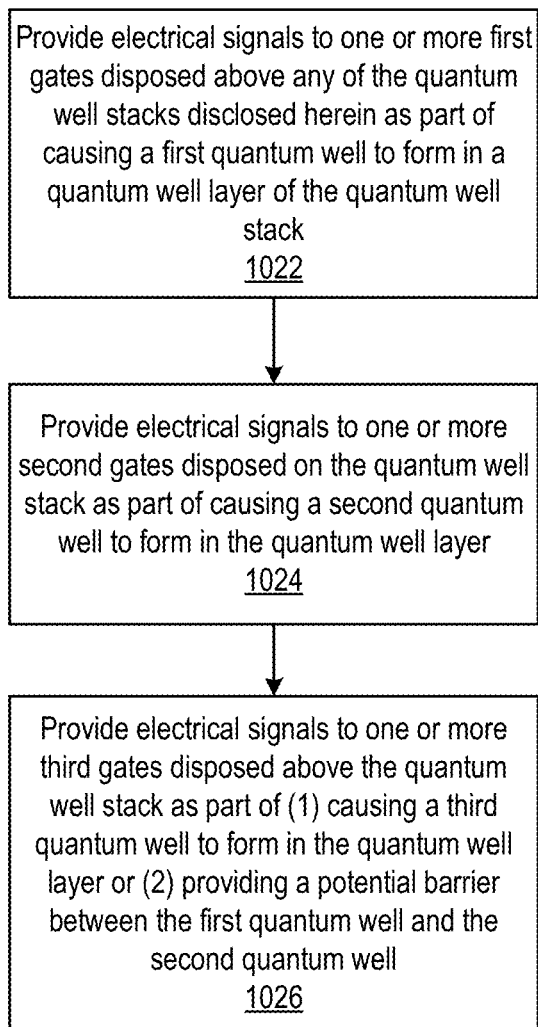 Provide electrical signals to one or more first
gates disposed above any of the quantum
well stacks disclosed herein as part of
causing a first quantum well to form in a
quantum well layer of the quantum well
stack
1022
Provide electrical signals to one or more
second gates disposed on the quantum well
stack as part of causing a second quantum
well to form in the quantum well layer
1024
Provide electrical signals to one or more
third gates disposed above the quantum
well stack as part of (1) causing a third
quantum well to form in the quantum well
layer or (2) providing a potential barrier
between the first quantum well and the
second quantum well
1026